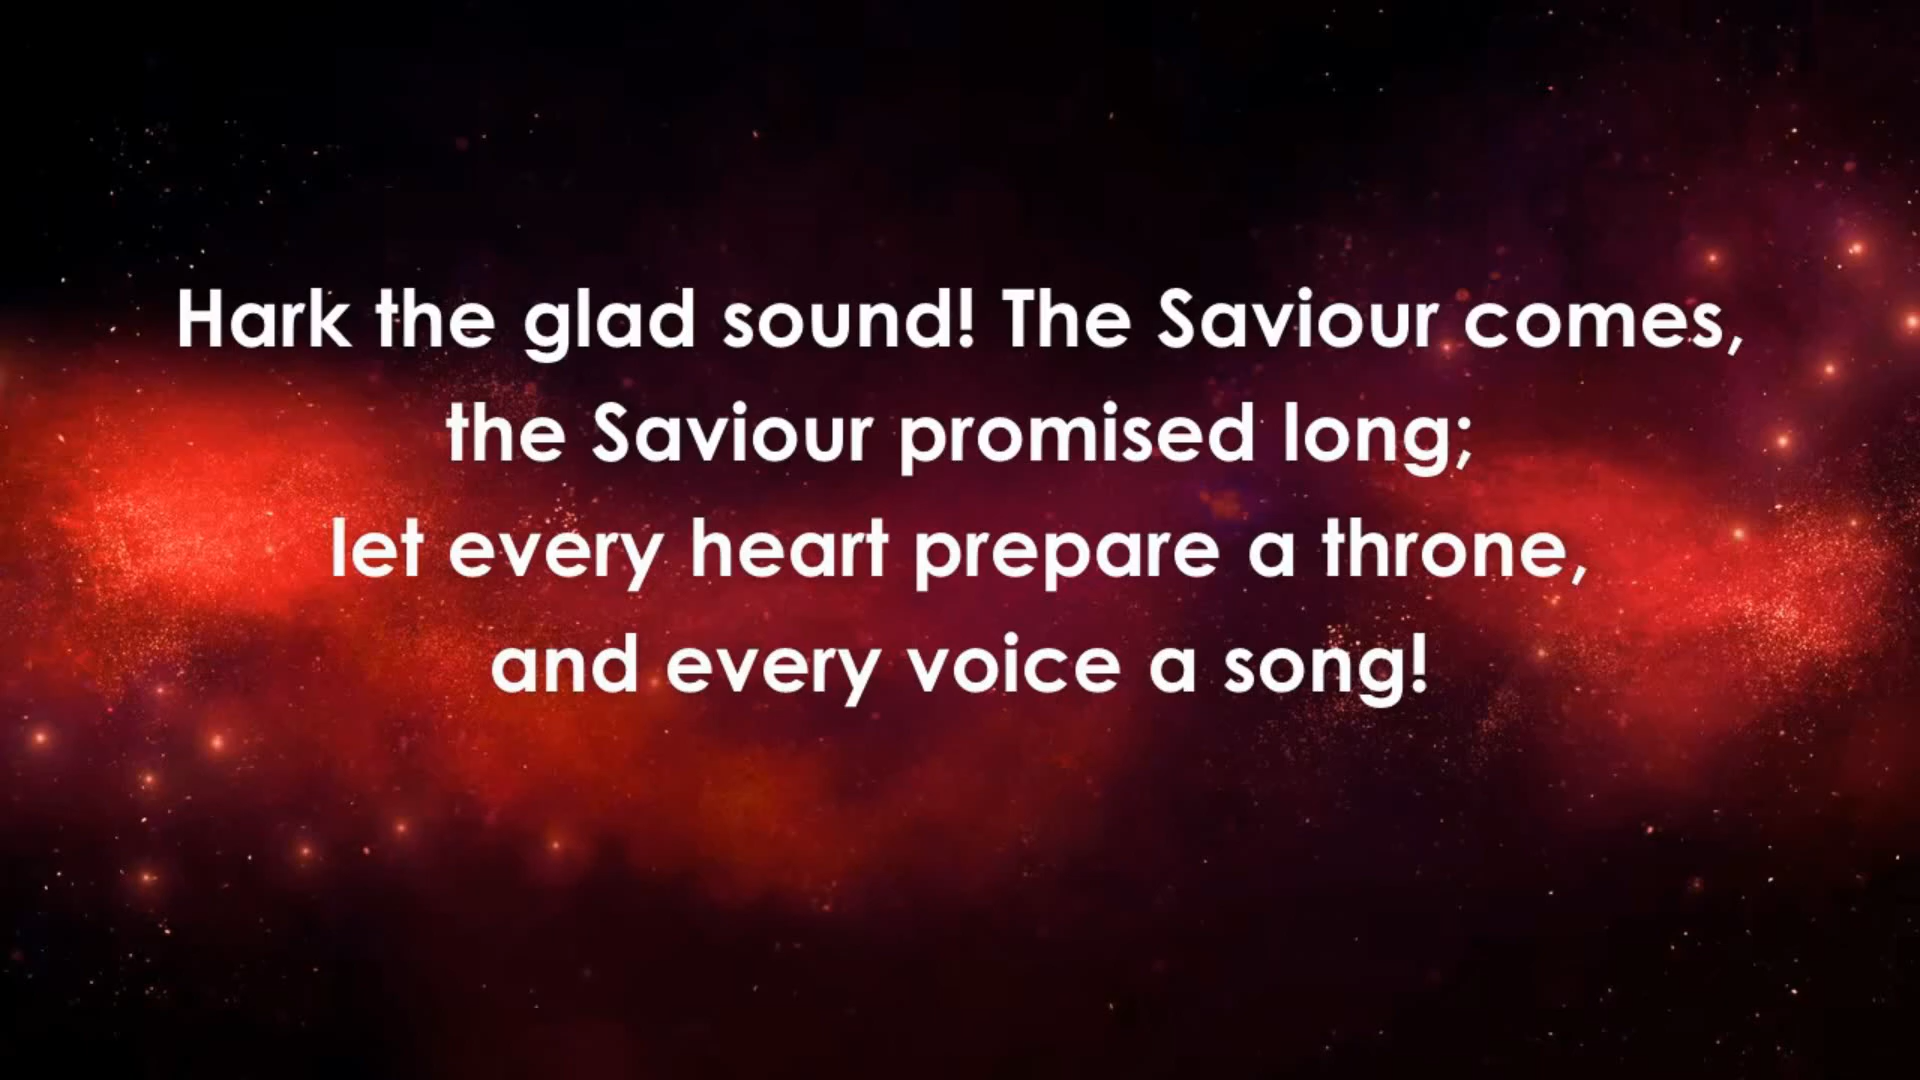 Hark the glad sound! The Saviour comes,
the Saviour promised long;
let every heart prepare a throne,
and every voice a song!